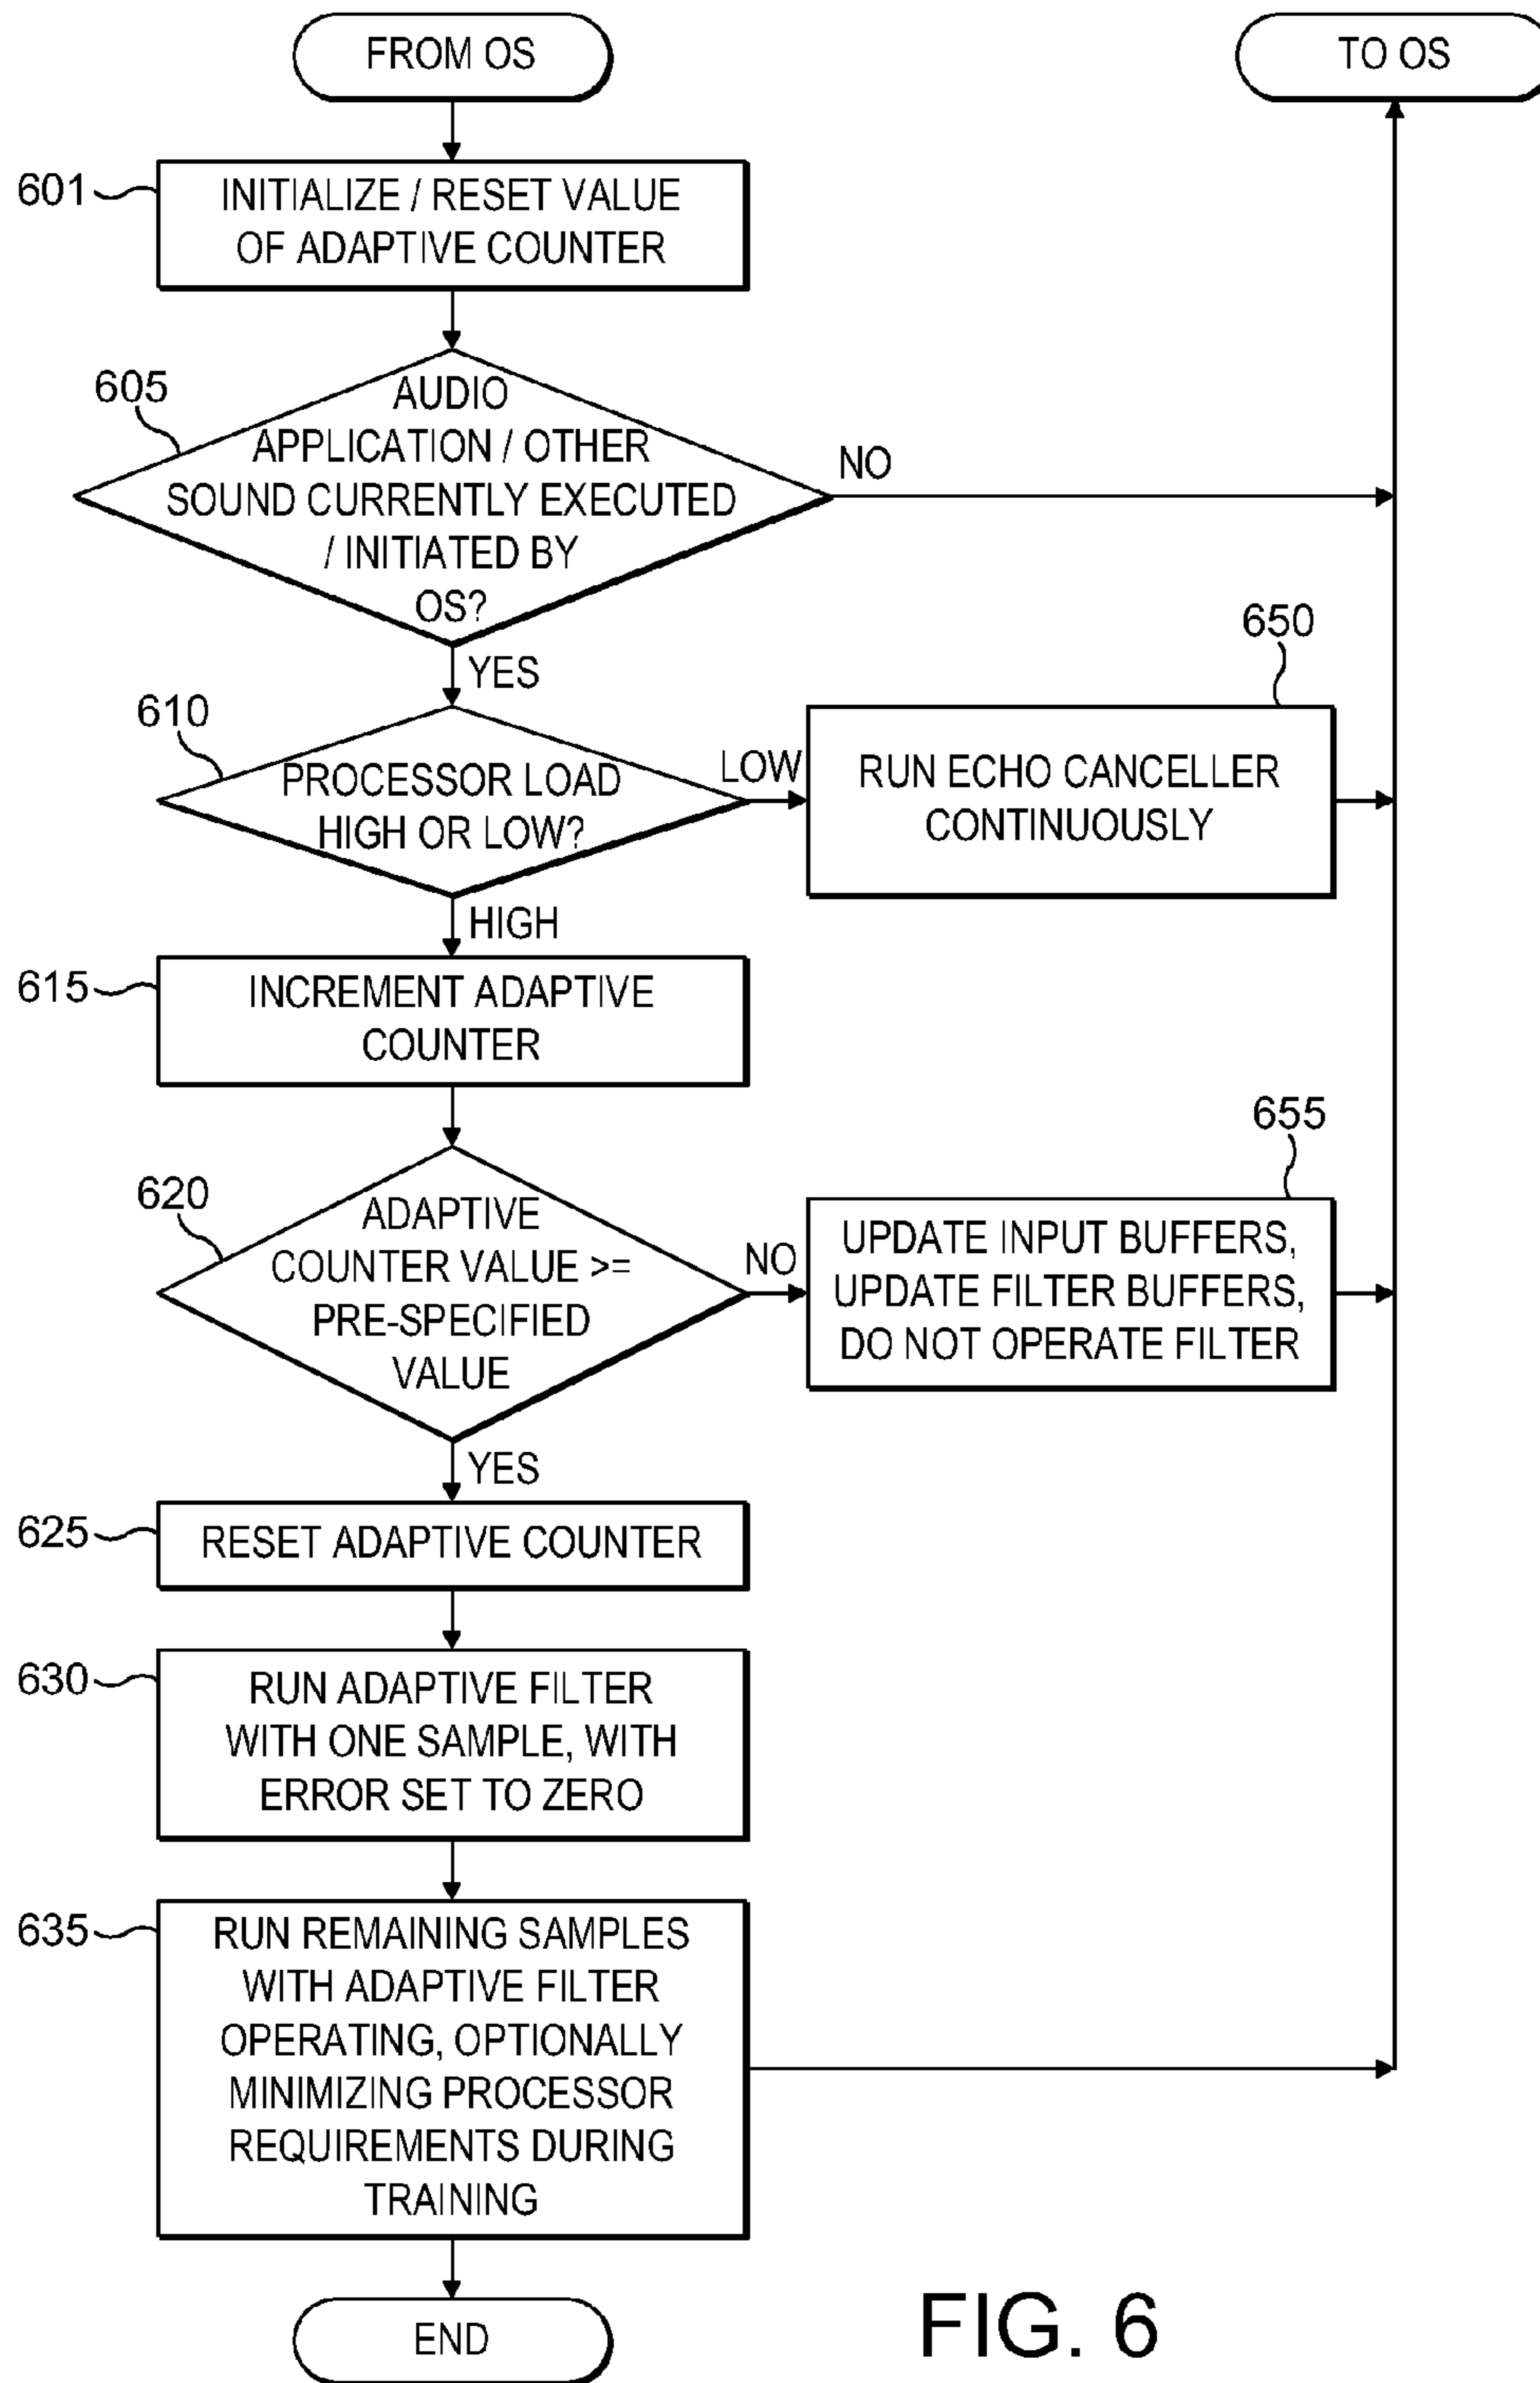 FROM OS
TO OS
601
INITIALIZE / RESET VALUE
OF ADAPTIVE COUNTER
605
AUDIO
APPLICATION / OTHER
SOUND CURRENTLY EXECUTED
/ INITIATED BY
OS?
NO
YES
610
PROCESSOR LOAD
HIGH OR LOW?
LOW
650
RUN ECHO CANCELLER
CONTINUOUSLY
HIGH
615
INCREMENT ADAPTIVE
COUNTER
620
ADAPTIVE
COUNTER VALUE >=
PRE-SPECIFIED
VALUE
NO
655
UPDATE INPUT BUFFERS,
UPDATE FILTER BUFFERS,
DO NOT OPERATE FILTER
YES
625
RESET ADAPTIVE COUNTER
630
RUN ADAPTIVE FILTER
WITH ONE SAMPLE, WITH
ERROR SET TO ZERO
635
RUN REMAINING SAMPLES
WITH ADAPTIVE FILTER
OPERATING, OPTIONALLY
MINIMIZING PROCESSOR
REQUIREMENTS DURING
TRAINING
END
FIG. 6